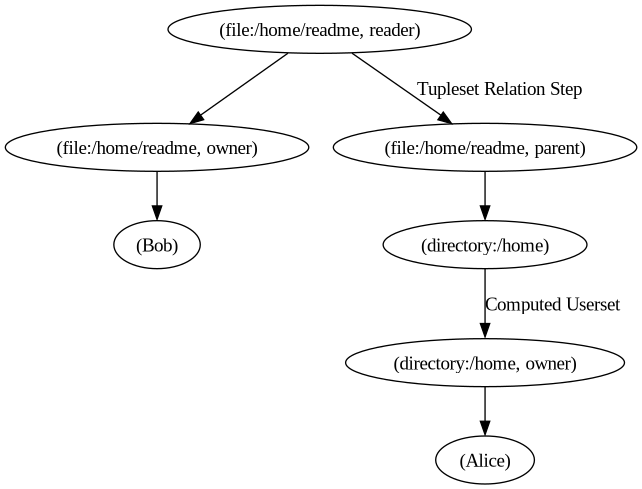 (file:/home/readme, reader)
Tupleset Relation Step
(file:/home/readme, owner)
(file:/home/readme, parent)
(Bob)
(directory:/home)
Computed Userset
(directory:/home, owner)
(Alice)